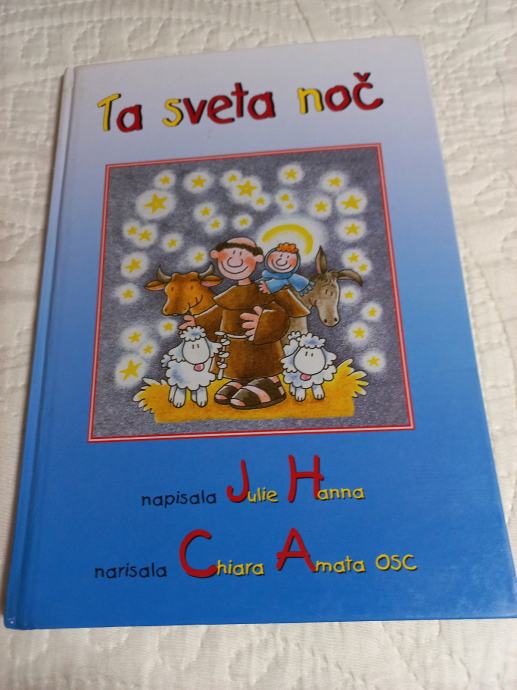 Ta sveta noč
napisala Julie Hanna
narisala Chiara Amata OSC